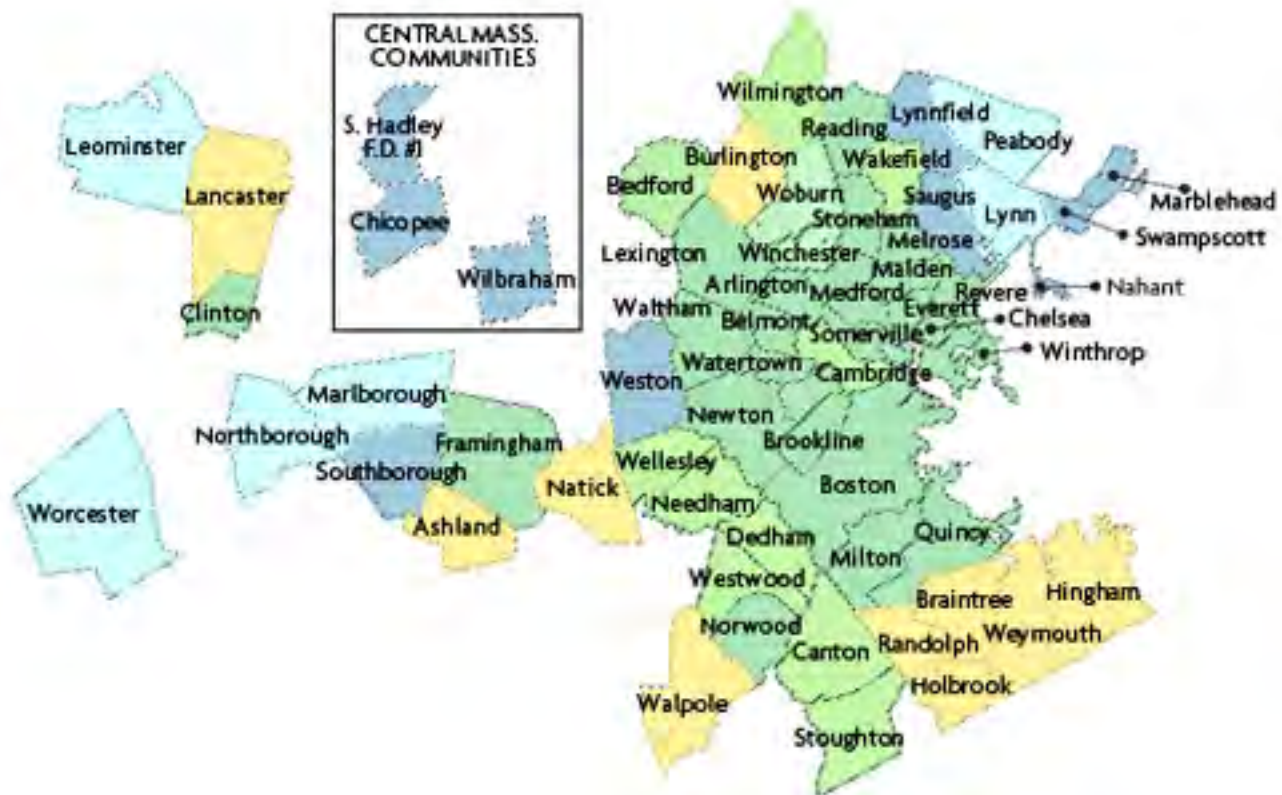 CENTRAL MASS.
COMMUNITIES
S. Hadley
F.D. #1
Chicopee
Wilbraham
Leominster
Lancaster
Clinton
Wilmington
Lynnfield
Reading
Peabody
Burlington
Wakefield
Bedford
Woburn
Saugus
Marblehead
Stoneham
Lynn
Swampscott
Lexington
Winchester
Melrose
Malden
Arlington
Medford
Revere
Nahant
Waltham
Everett
Chelsea
Belmont
Somerville
Winthrop
Watertown
Cambridge
Weston
Marlborough
Newton
Northborough
Framingham
Brookline
Southborough
Wellesley
Natick
Boston
Needham
Worcester
Ashland
Dedham
Quincy
Milton
Westwood
Braintree
Hingham
Norwood
Weymouth
Randolph
Canton
Holbrook
Walpole
Stoughton